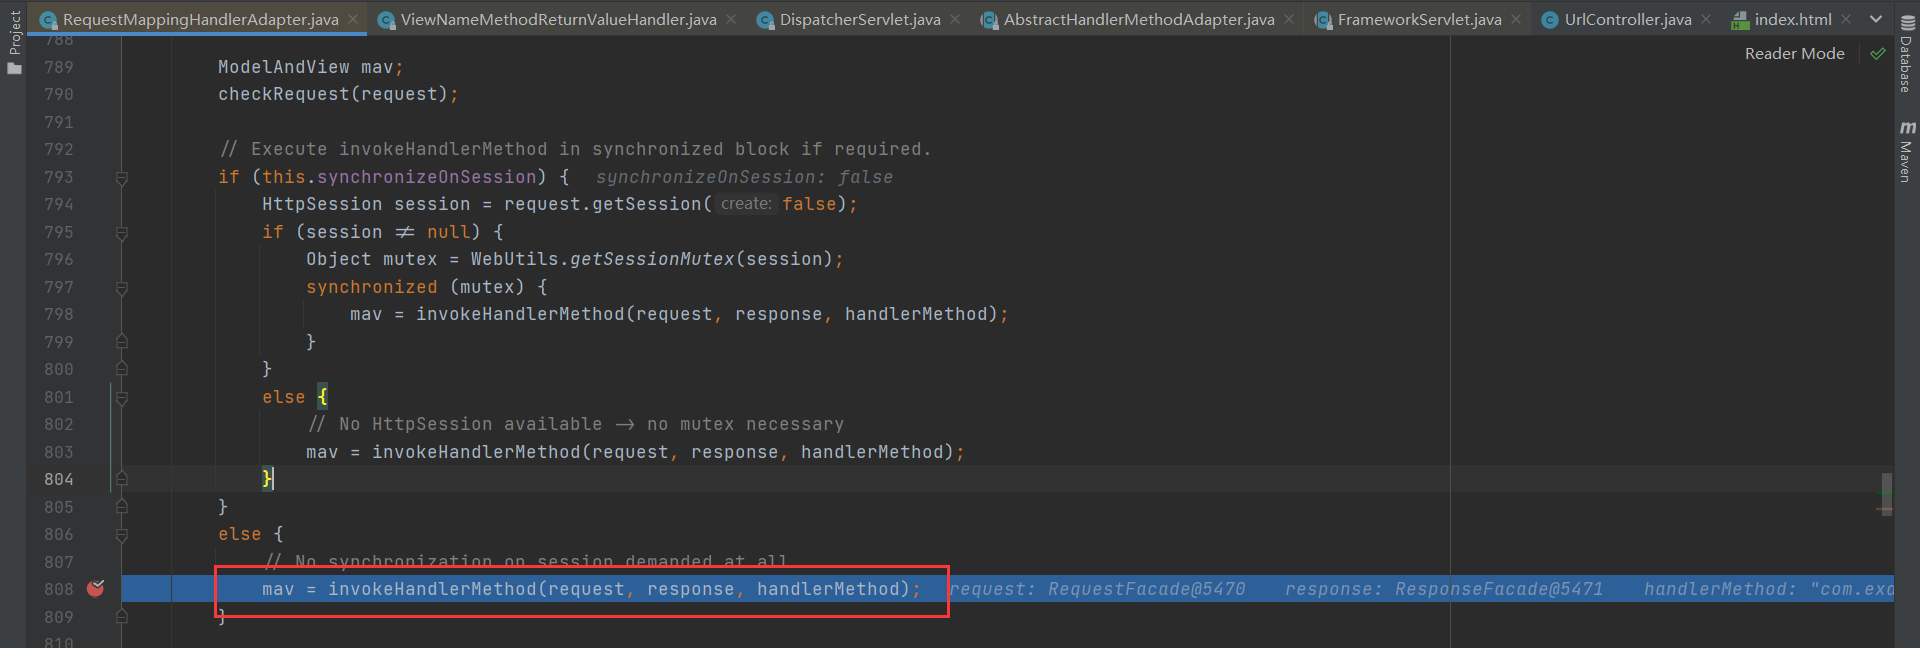 Project
RequestMappingHandlerAdapter.java
ViewNameMethodReturnValueHandler.java
DispatcherServlet.java
AbstractHandlerMethodAdapter.java
FrameworkServlet.java
UrlController.java
index.html
Database
Maven
Reader Mode
788
789 ModelAndView mav;
790 checkRequest(request);
791
792 // Execute invokeHandlerMethod in synchronized block if required.
793 if (this.synchronizeOnSession) { synchronizeOnSession: false
794 HttpSession session = request.getSession( create: false);
795 if (session != null) {
796 Object mutex = WebUtils.getSessionMutex(session);
797 synchronized (mutex) {
798 mav = invokeHandlerMethod(request, response, handlerMethod);
799 }
800 }
801 else {
802 // No HttpSession available -> no mutex necessary
803 mav = invokeHandlerMethod(request, response, handlerMethod);
804 }
805 }
806 else {
807 // No synchronization on session demanded at all
808 mav = invokeHandlerMethod(request, response, handlerMethod); request: RequestFacade@5470 response: ResponseFacade@5471 handlerMethod: "com.exa
809 }
810